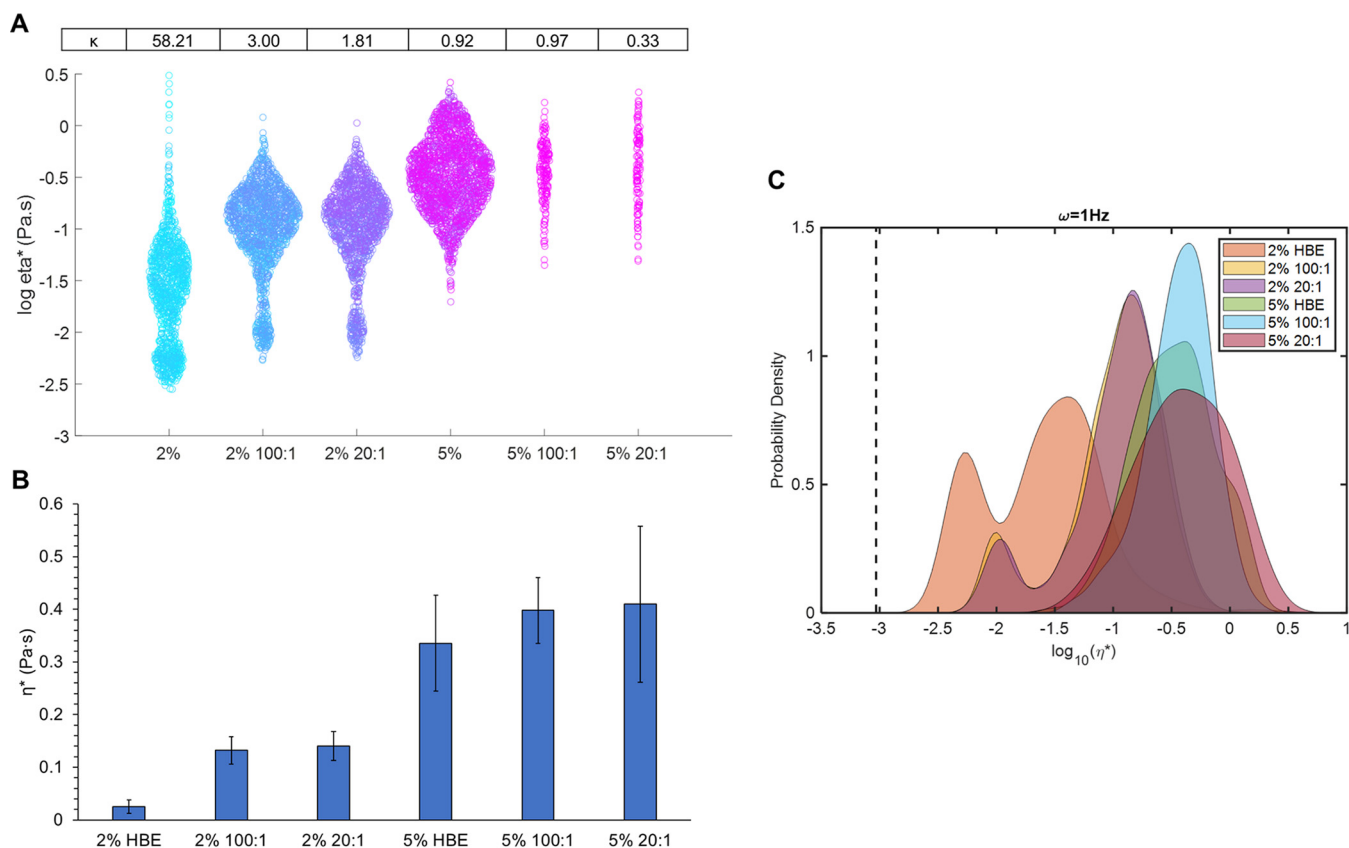 A
κ 58.21 3.00 1.81 0.92 0.97 0.33
log eta* (Pa.s)
0.5
0
-0.5
-1
-1.5
-2
-2.5
-3
2% 2% 100:1 2% 20:1 5% 5% 100:1 5% 20:1
B
η* (Pa·s)
0.6
0.5
0.4
0.3
0.2
0.1
0
2% HBE 2% 100:1 2% 20:1 5% HBE 5% 100:1 5% 20:1
C
ω=1Hz
Probability Density
1.5
1
0.5
0
2% HBE
2% 100:1
2% 20:1
5% HBE
5% 100:1
5% 20:1
-3.5 -3 -2.5 -2 -1.5 -1 -0.5 0 0.5 1
log10(η*)